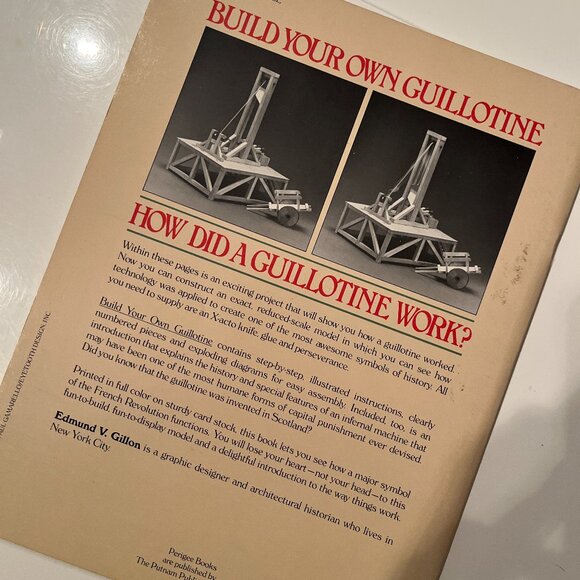 BUILD YOUR OWN GUILLOTINE
HOW DID A GUILLOTINE WORK?
Within these pages is an exciting project that will show you how a guillotine worked.
Now you can construct an exact, reduced-scale model in which you can see how
technology was applied to create one of the most awesome symbols of history. All
you need to supply are an X-acto knife, glue and perseverance.
Build Your Own Guillotine contains step-by-step, illustrated instructions, clearly
numbered pieces and exploding diagrams for easy assembly. Included, too, is an
introduction that explains the history and special features of an infernal machine that
may have been one of the most humane forms of capital punishment ever devised.
Did you know that the guillotine was invented in Scotland?
Printed in full color on sturdy card stock, this book lets you see how a major symbol
of the French Revolution functions. You will lose your heart—not your head—to this
fun-to-build, fun-to-display model and a delightful introduction to the way things work.
Edmund V. Gillon is a graphic designer and architectural historian who lives in
New York City.
Perigee Books
are published by
The Putnam Publis
GAMARELLO/EYETOOTH DESIGN, INC.